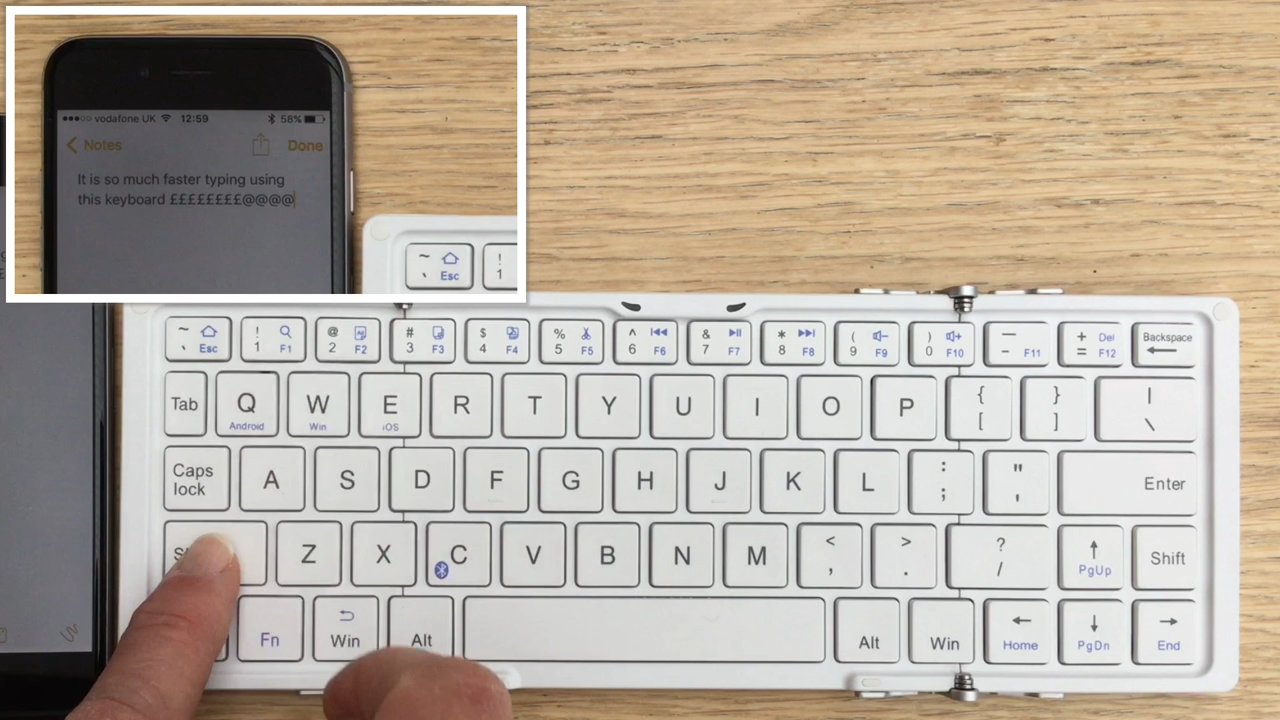 ●●●○○ vodafone UK 12:59 58%
Notes Done
It is so much faster typing using
this keyboard ££££££££@@@@
~ ` Esc ! 1
~ ` Esc ! 1 F1 @ 2 F2 # 3 F3 $ 4 F4 % 5 F5 ^ 6 F6 & 7 F7 * 8 F8 ( 9 F9 ) 0 F10 — - F11 + = Del F12 Backspace
Tab Q Android W Win E iOS R T Y U I O P { [ } ] | \
Caps lock A S D F G H J K L : ; " ' Enter
Z X C V B N M < , > . ? / PgUp Shift
Fn Win Alt Alt Win Home PgDn End